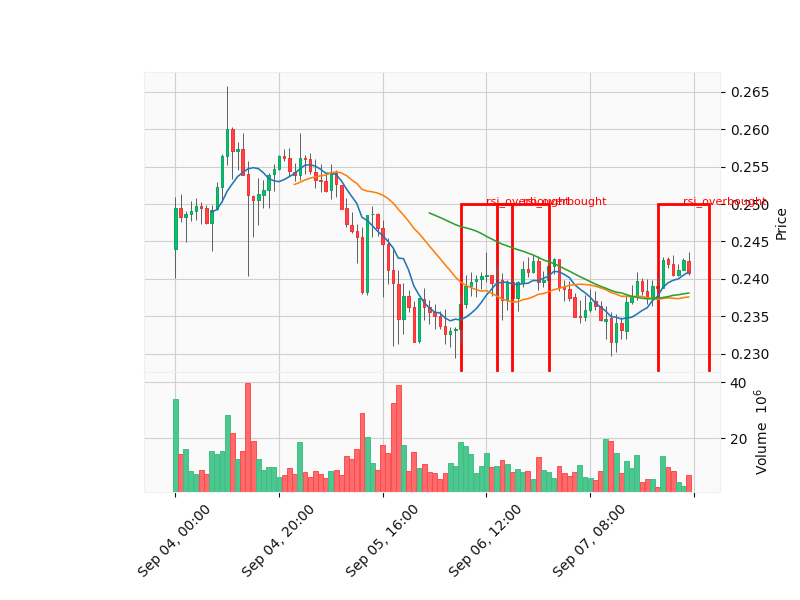 0.265
0.260
0.255
0.250
0.245
0.240
0.235
0.230
Price
rsi_overbought
rsi_overbought
rsi_overbought
40
20
Volume 10⁶
Sep 04, 00:00
Sep 04, 20:00
Sep 05, 16:00
Sep 06, 12:00
Sep 07, 08:00